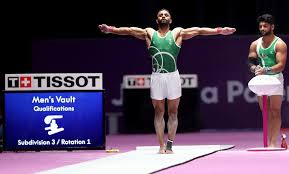 TISSOT
TISSOT
Men's Vault
Qualifications
Subdivision 3 / Rotation 1